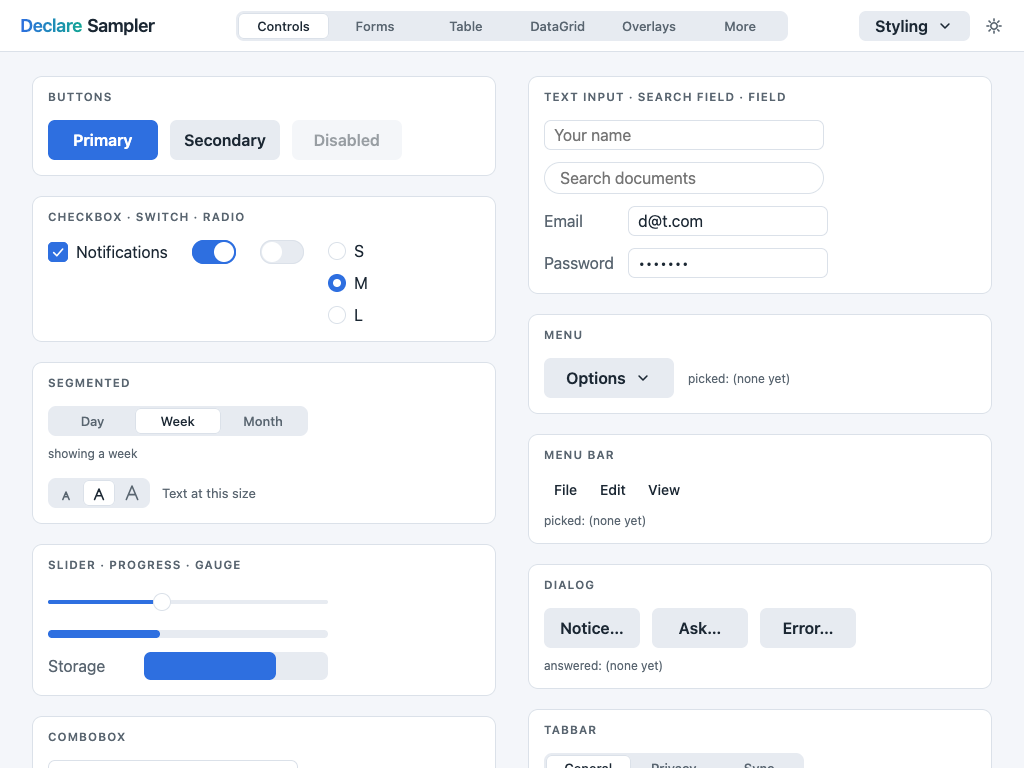 Declare Sampler
Controls
Forms
Table
DataGrid
Overlays
More
Styling
BUTTONS
Primary
Secondary
Disabled
CHECKBOX · SWITCH · RADIO
Notifications
S
M
L
SEGMENTED
Day
Week
Month
showing a week
A
A
A
Text at this size
SLIDER · PROGRESS · GAUGE
Storage
COMBOBOX
TEXT INPUT · SEARCH FIELD · FIELD
Your name
Search documents
Email
d@t.com
Password
•••••••
MENU
Options
picked: (none yet)
MENU BAR
File
Edit
View
picked: (none yet)
DIALOG
Notice...
Ask...
Error...
answered: (none yet)
TABBAR
General
Privacy
Sync